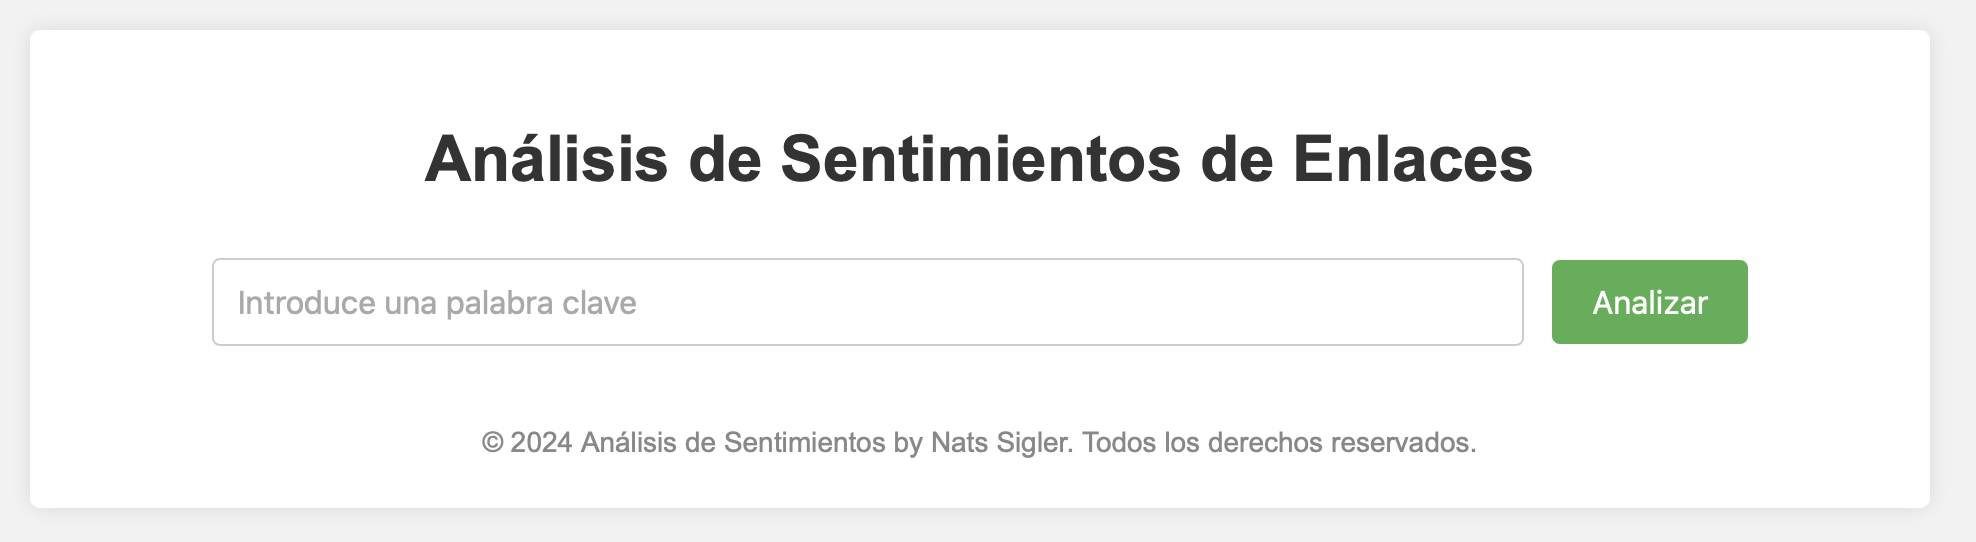 Análisis de Sentimientos de Enlaces
Introduce una palabra clave
Analizar
© 2024 Análisis de Sentimientos by Nats Sigler. Todos los derechos reservados.